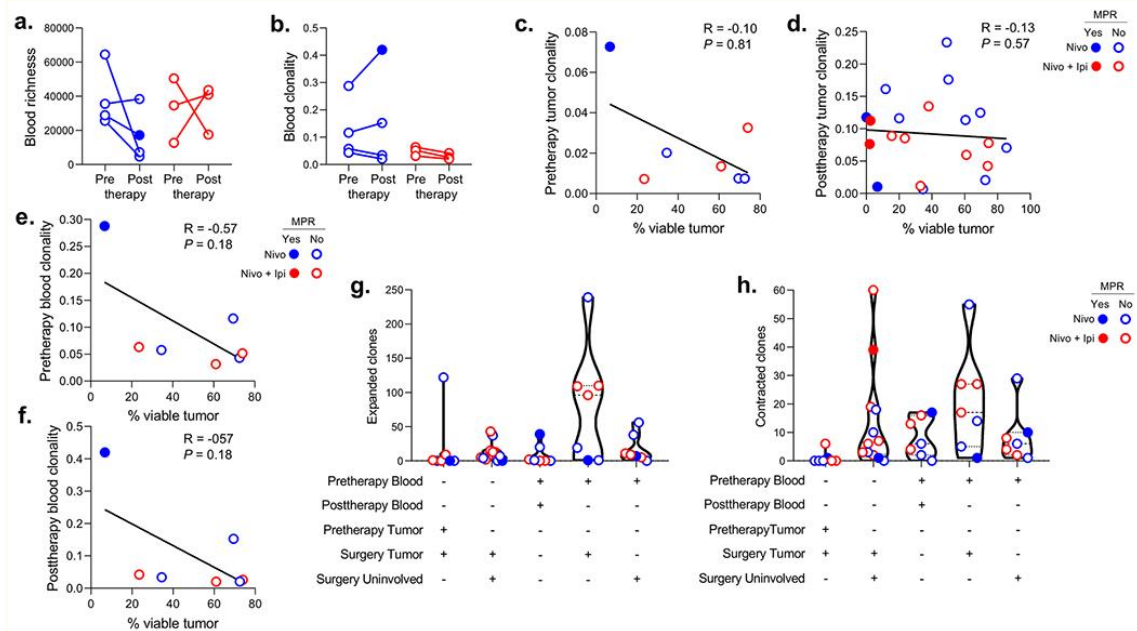 a.
Blood richnesss
80000
60000
40000
20000
0
Pre Post Pre Post
therapy therapy
b.
Blood clonality
0.5
0.4
0.3
0.2
0.1
0.0
Pre Post Pre Post
therapy therapy
c.
Pretherapy tumor clonality
R = -0.10
P = 0.81
0.08
0.06
0.04
0.02
0.00
0 20 40 60 80
% viable tumor
d.
Posttherapy tumor clonality
R = -0.13
P = 0.57
0.25
0.20
0.15
0.10
0.05
0.00
0 20 40 60 80 100
% viable tumor
MPR
Yes No
Nivo
Nivo + Ipi
e.
Pretherapy blood clonality
R = -0.57
P = 0.18
0.30
0.25
0.20
0.15
0.10
0.05
0.00
0 20 40 60 80
% viable tumor
MPR
Yes No
Nivo
Nivo + Ipi
f.
Posttherapy blood clonality
R = -057
P = 0.18
0.5
0.4
0.3
0.2
0.1
0.0
0 20 40 60 80
% viable tumor
g.
Expanded clones
250
200
150
100
50
0
Pretherapy Blood - - + + +
Posttherapy Blood - - + - -
Pretherapy Tumor + - - - -
Surgery Tumor + + - + -
Surgery Uninvolved - + - - +
h.
Contracted clones
60
50
40
30
20
10
0
Pretherapy Blood - - + + +
Posttherapy Blood - - + - -
PretherapyTumor + - - - -
Surgery Tumor + + - + -
Surgery Uninvolved - + - - +
MPR
Yes No
Nivo
Nivo + Ipi